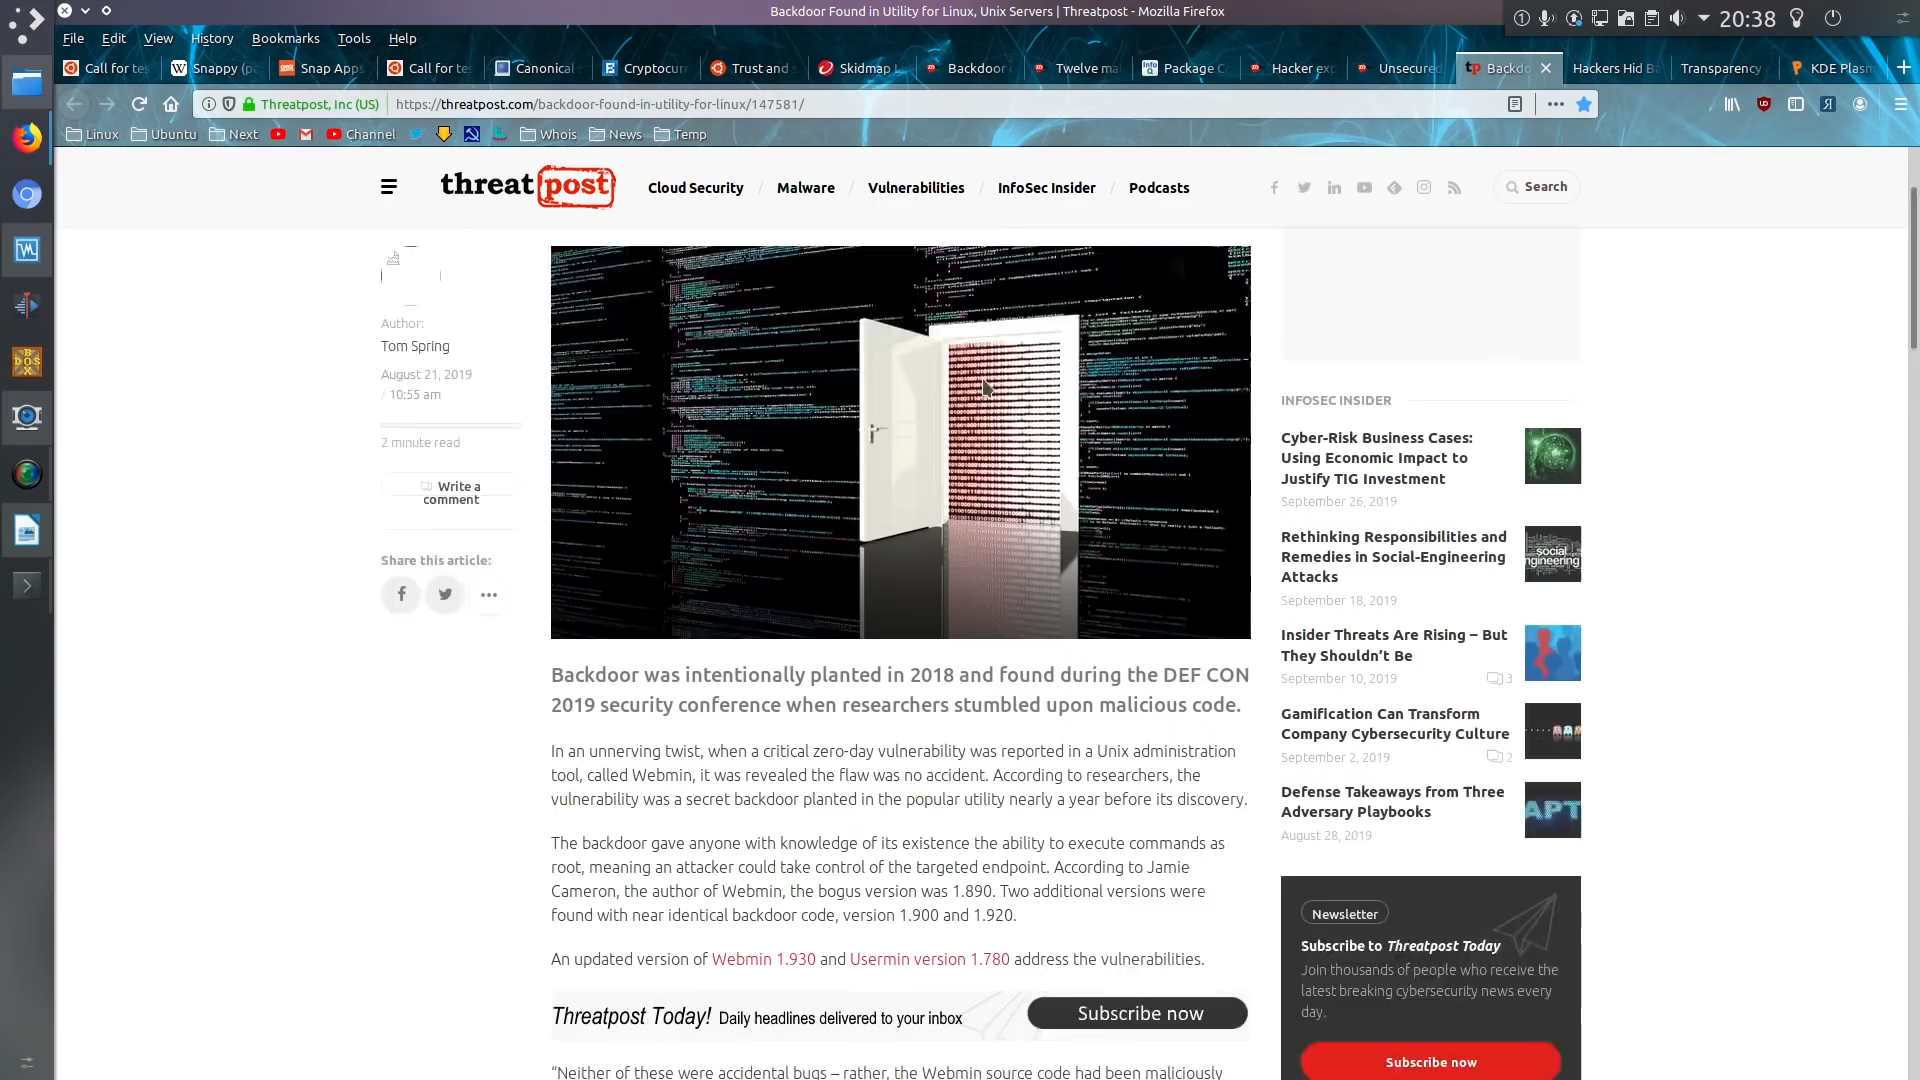 Backdoor Found in Utility for Linux, Unix Servers | Threatpost - Mozilla Firefox
20:38
File Edit View History Bookmarks Tools Help
Call for tes
Snappy (pa
Snap Apps
Call for tes
Canonical
Cryptocurr
Trust and s
Skidmap L
Backdoor
Twelve ma
Package C
Hacker exp
Unsecured
Backdo
Hackers Hid Ba
Transparency
KDE Plasm
Threatpost, Inc (US)
https://threatpost.com/backdoor-found-in-utility-for-linux/147581/
Linux Ubuntu Next Channel Whois News Temp
threatpost
Cloud Security / Malware / Vulnerabilities / InfoSec Insider / Podcasts
Search
Author:
Tom Spring
August 21, 2019
/ 10:55 am
2 minute read
Write a
comment
Share this article:
Backdoor was intentionally planted in 2018 and found during the DEF CON
2019 security conference when researchers stumbled upon malicious code.
In an unnerving twist, when a critical zero-day vulnerability was reported in a Unix administration
tool, called Webmin, it was revealed the flaw was no accident. According to researchers, the
vulnerability was a secret backdoor planted in the popular utility nearly a year before its discovery.
The backdoor gave anyone with knowledge of its existence the ability to execute commands as
root, meaning an attacker could take control of the targeted endpoint. According to Jamie
Cameron, the author of Webmin, the bogus version was 1.890. Two additional versions were
found with near identical backdoor code, version 1.900 and 1.920.
An updated version of Webmin 1.930 and Usermin version 1.780 address the vulnerabilities.
Threatpost Today! Daily headlines delivered to your inbox
Subscribe now
“Neither of these were accidental bugs – rather, the Webmin source code had been maliciously
INFOSEC INSIDER
Cyber-Risk Business Cases:
Using Economic Impact to
Justify TIG Investment
September 26, 2019
Rethinking Responsibilities and
Remedies in Social-Engineering
Attacks
September 18, 2019
social
engineering
Insider Threats Are Rising – But
They Shouldn’t Be
September 10, 2019
3
Gamification Can Transform
Company Cybersecurity Culture
September 2, 2019
2
Defense Takeaways from Three
Adversary Playbooks
August 28, 2019
APT
Newsletter
Subscribe to Threatpost Today
Join thousands of people who receive the
latest breaking cybersecurity news every
day.
Subscribe now